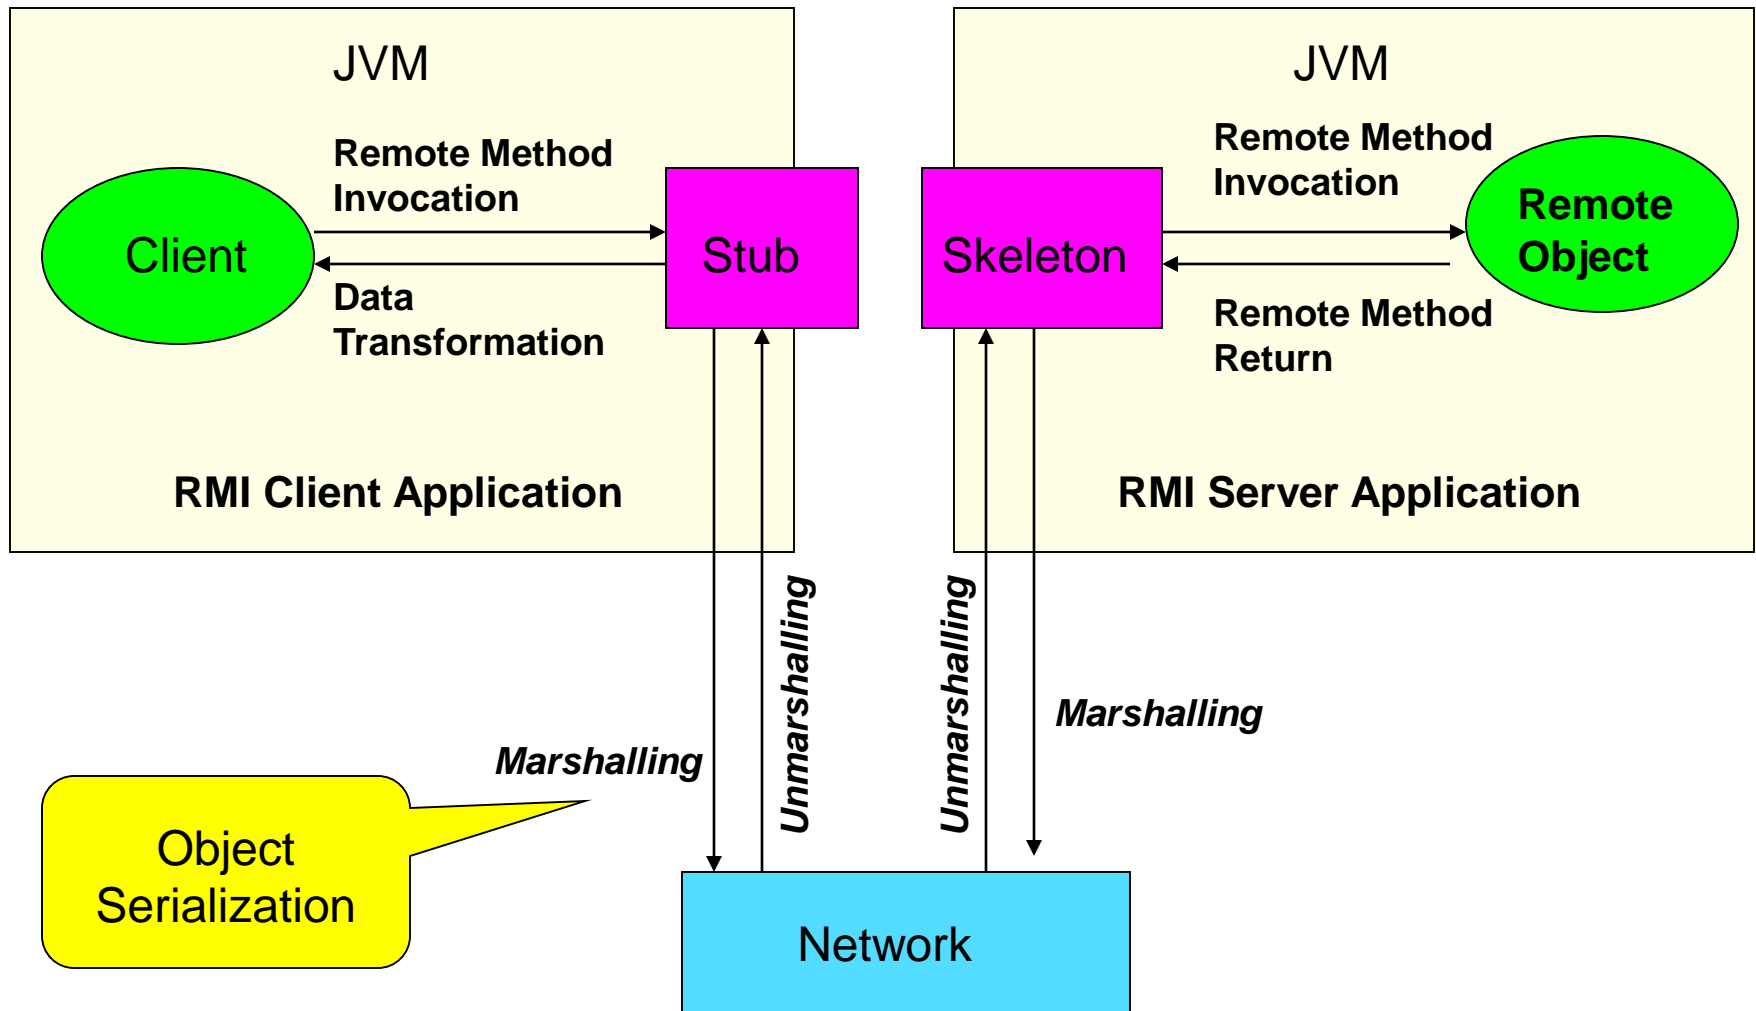 JVM
Remote Method
Invocation
Client
Stub
Data
Transformation
RMI Client Application
JVM
Remote Method
Invocation
Skeleton
Remote
Object
Remote Method
Return
RMI Server Application
Marshalling
Unmarshalling
Unmarshalling
Marshalling
Object
Serialization
Network